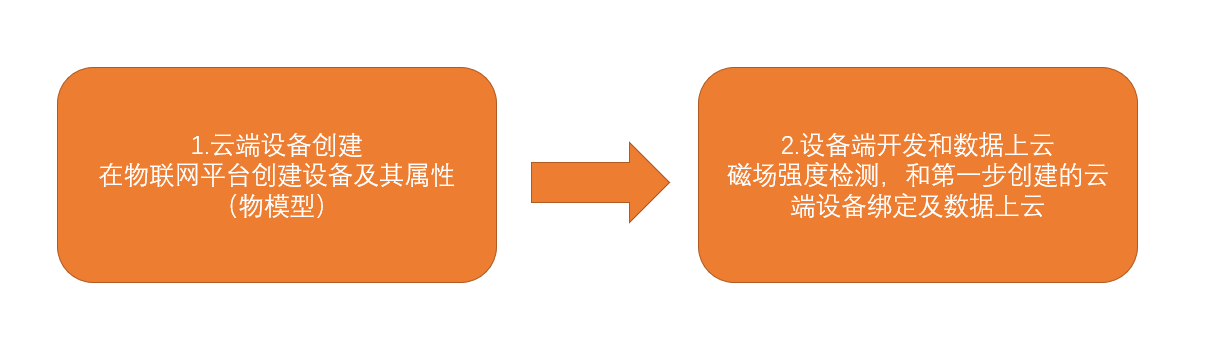 1.云端设备创建
在物联网平台创建设备及其属性
（物模型）
2.设备端开发和数据上云
磁场强度检测，和第一步创建的云
端设备绑定及数据上云